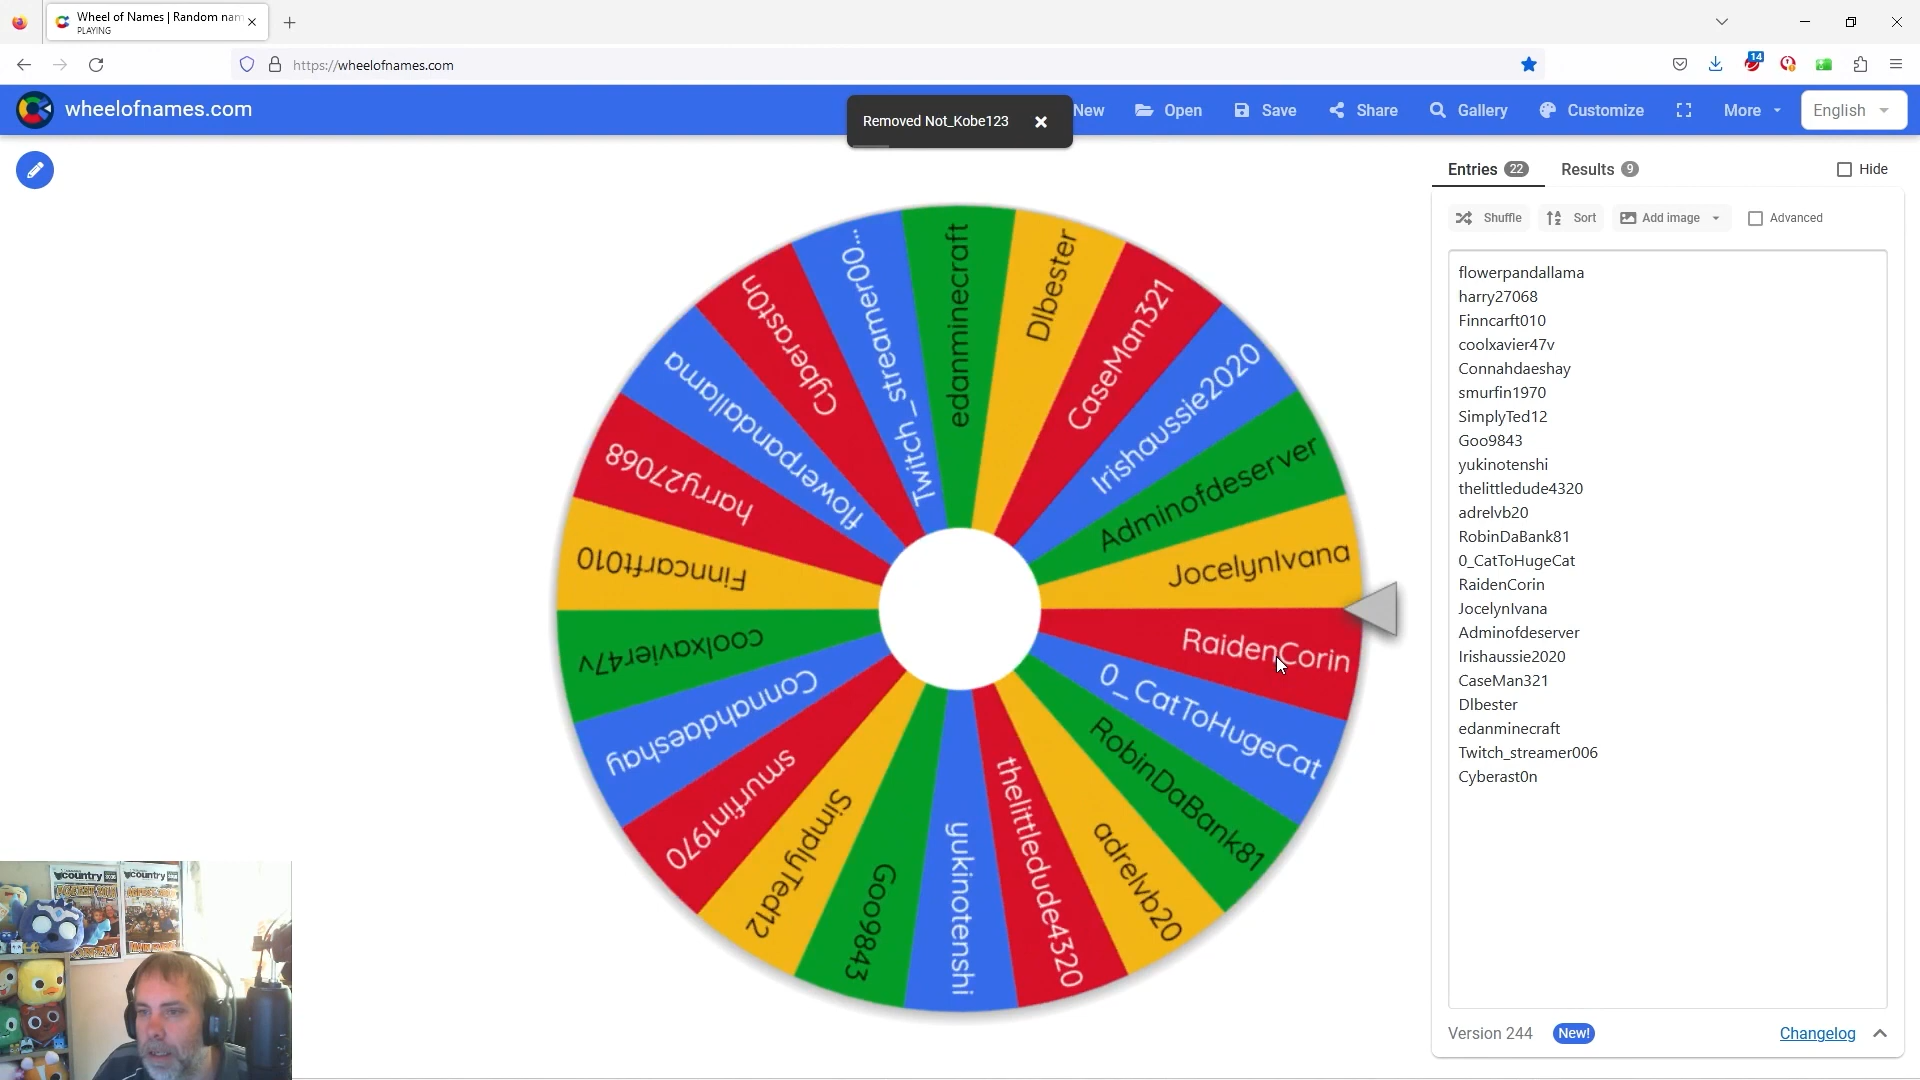 Wheel of Names | Random nam
PLAYING
https://wheelofnames.com
14
wheelofnames.com
Removed Not_Kobe123
New
Open
Save
Share
Gallery
Customize
More
English
Entries 22
Results 9
Hide
Shuffle
Sort
Add image
Advanced
flowerpandallama
harry27068
Finncarft010
coolxavier47v
Connahdaeshay
smurfin1970
SimplyTed12
Goo9843
yukinotenshi
thelittledude4320
adrelvb20
RobinDaBank81
0_CatToHugeCat
RaidenCorin
JocelynIvana
Adminofdeserver
Irishaussie2020
CaseMan321
Dlbester
edanminecraft
Twitch_streamer006
Cyberast0n
Version 244
New!
Changelog
edanminecraft
Dlbester
CaseMan321
Irishaussie2020
Adminofdeserver
JocelynIvana
RaidenCorin
0_CatToHugeCat
RobinDaBank81
adrelvb20
thelittledude4320
yukinotenshi
Goo9843
SimplyTed12
smurfin1970
Connahdaeshay
coolxavier47v
Finncarft010
harry27068
flowerpandallama
Cyberast0n
Twitch_streamer00...
country
country